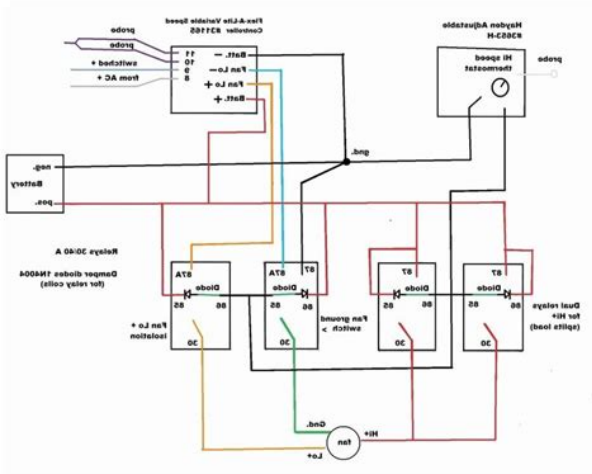 Flex-A-Lite Variable Speed
Controller #31165
Hayden Adjustable
#3653-H
probe
probe
switched +
from AC +
11
10
9
8
Batt. -
Fan Lo -
Fan Lo +
Batt. +
Hi speed
thermostat
probe
gnd.
neg.
Battery
pos.
Relays 30/40 A
Damper diodes 1N4004
(for relay coils)
87A
Diode
85
86
30
Fan Lo +
isolation
87A
87
Diode
85
86
30
Fan ground
switch >
87
Diode
85
86
30
87
Diode
85
86
30
Dual relays
for Hi+
(splits load)
Gnd.
fan
Hi+
Lo+